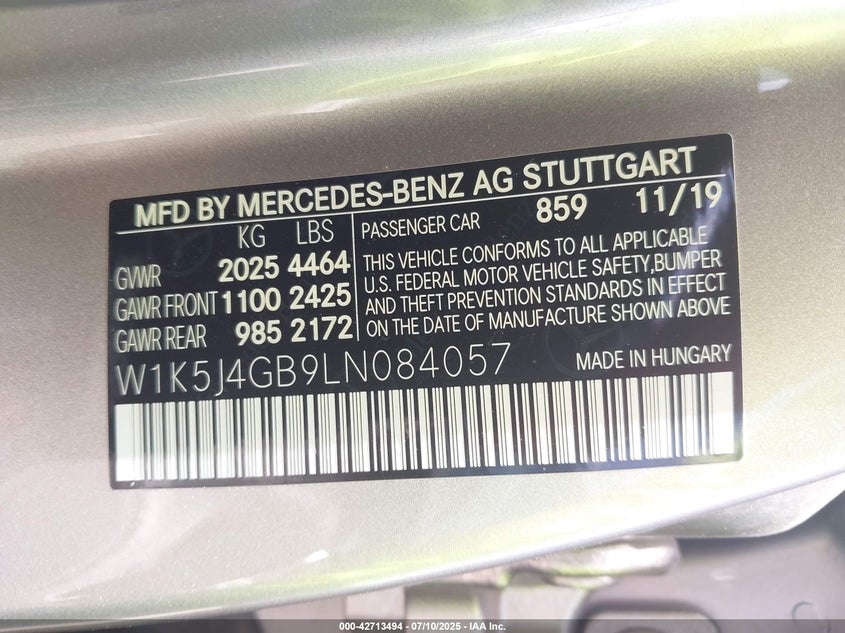 MFD BY MERCEDES-BENZ AG STUTTGART
KG LBS
PASSENGER CAR 859 11/19
GVWR 2025 4464
GAWR FRONT 1100 2425
GAWR REAR 985 2172
THIS VEHICLE CONFORMS TO ALL APPLICABLE
U.S. FEDERAL MOTOR VEHICLE SAFETY,BUMPER
AND THEFT PREVENTION STANDARDS IN EFFECT
ON THE DATE OF MANUFACTURE SHOWN ABOVE
W1K5J4GB9LN084057
MADE IN HUNGARY
000-42713494 - 07/10/2025 - IAA Inc.